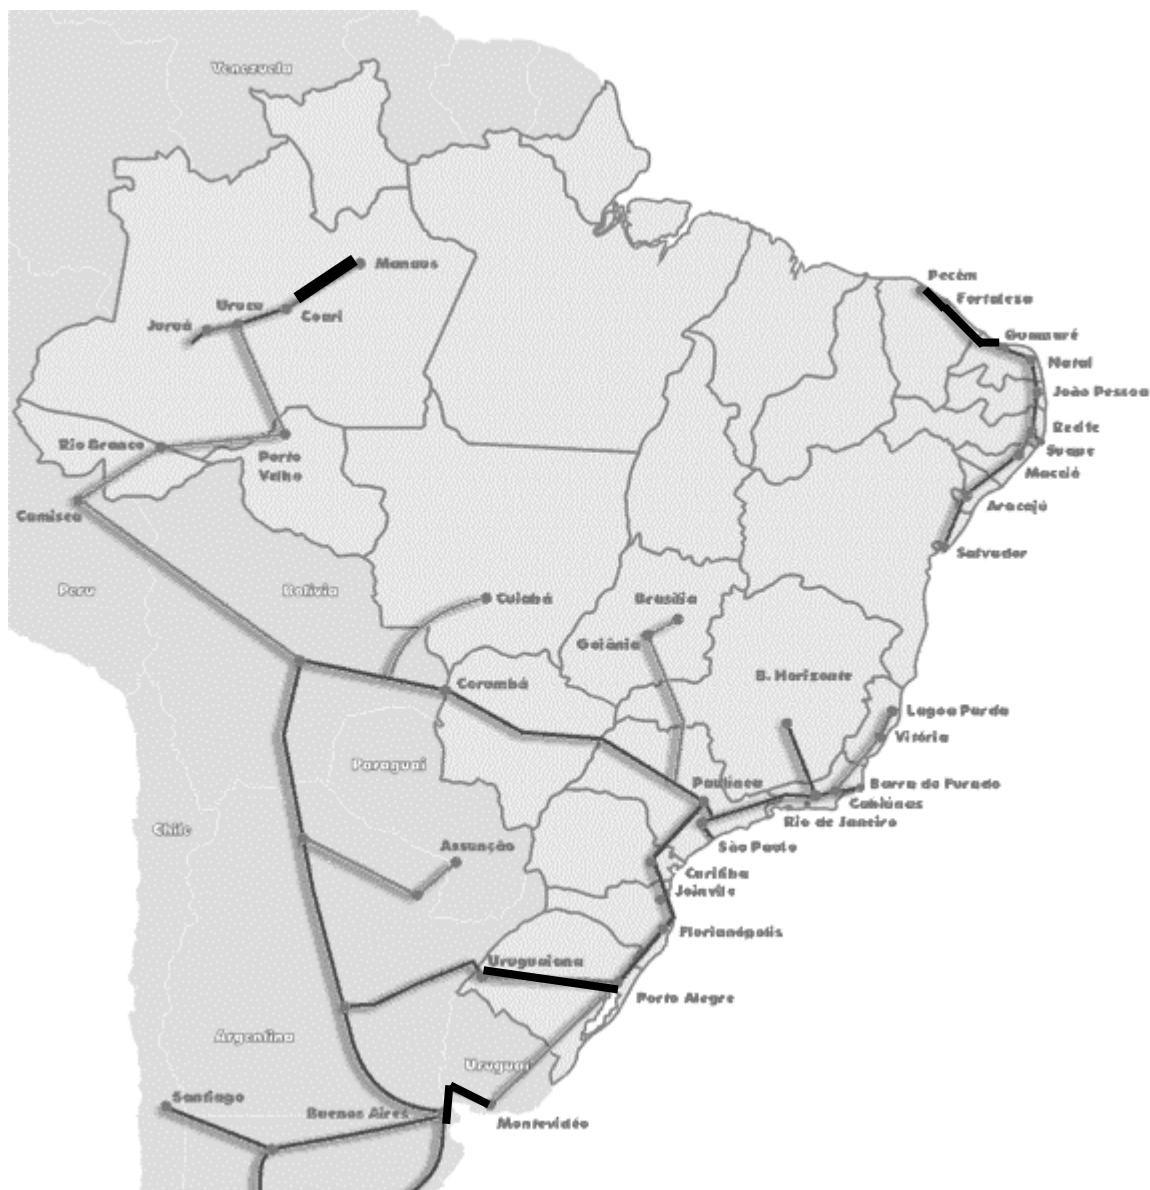 Venezuela
Manaus
Urucu
Coari
Juruá
Pecém
Fortaleza
Guamaré
Natal
João Pessoa
Recife
Suape
Maceió
Aracajú
Salvador
Rio Branco
Porto
Velho
Camisea
Peru
Bolívia
Cuiabá
Brasília
Goiânia
B. Horizonte
Corumbá
Lagoa Parda
Vitória
Paraguai
Paulínea
Barra do Furado
Cabiúnas
Rio de Janeiro
Chile
Assunção
São Paulo
Curitiba
Joinvile
Florianópolis
Uruguaiana
Porto Alegre
Argentina
Uruguai
Santiago
Buenos Aires
Montevidéo